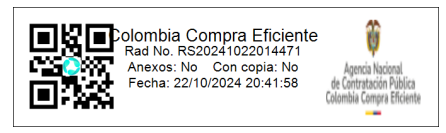 Colombia Compra Eficiente
Rad No. RS20241022014471
Anexos: No Con copia: No
Fecha: 22/10/2024 20:41:58
Agencia Nacional
de Contratación Pública
Colombia Compra Eficiente